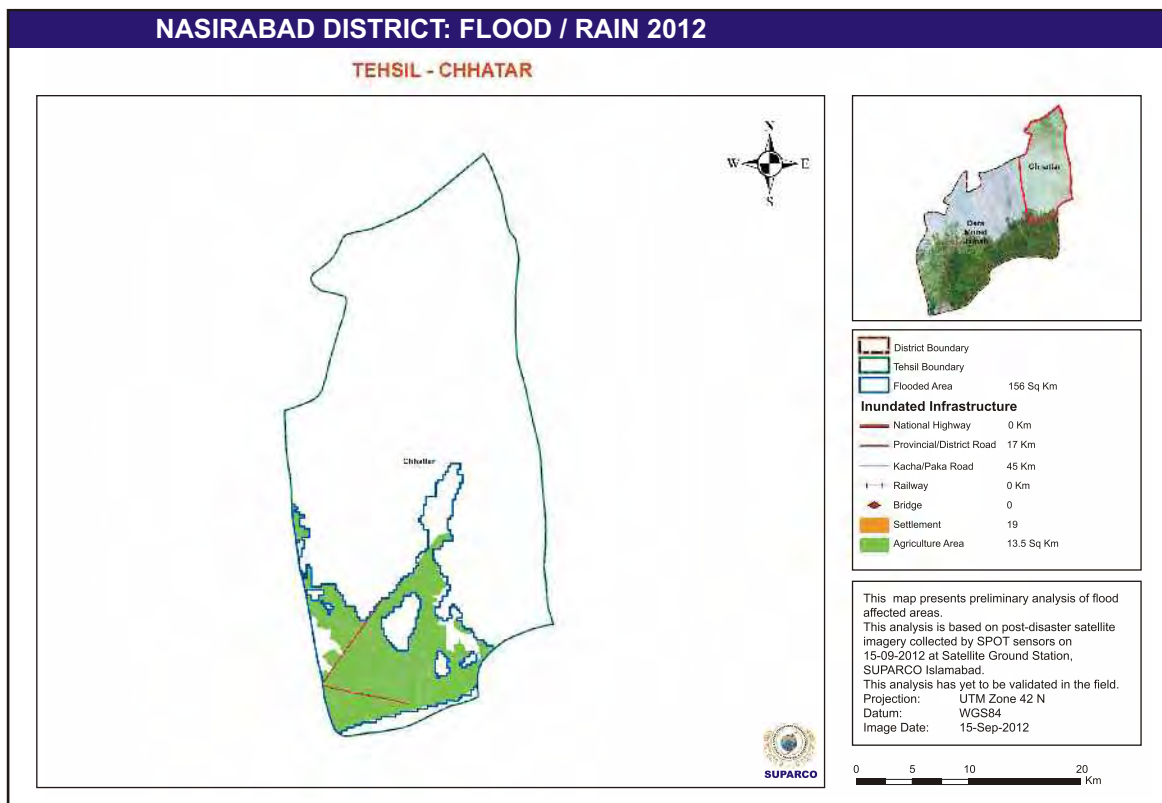 NASIRABAD DISTRICT: FLOOD / RAIN 2012
TEHSIL - CHHATAR
N
W E
S
Chhattar
SUPARCO
Chhattar
Dera
Murad
Jamali
District Boundary
Tehsil Boundary
Flooded Area 156 Sq Km
Inundated Infrastructure
National Highway 0 Km
Provincial/District Road 17 Km
Kacha/Paka Road 45 Km
Railway 0 Km
Bridge 0
Settlement 19
Agriculture Area 13.5 Sq Km
This map presents preliminary analysis of flood
affected areas.
This analysis is based on post-disaster satellite
imagery collected by SPOT sensors on
15-09-2012 at Satellite Ground Station,
SUPARCO Islamabad.
This analysis has yet to be validated in the field.
Projection: UTM Zone 42 N
Datum: WGS84
Image Date: 15-Sep-2012
0 5 10 20
Km